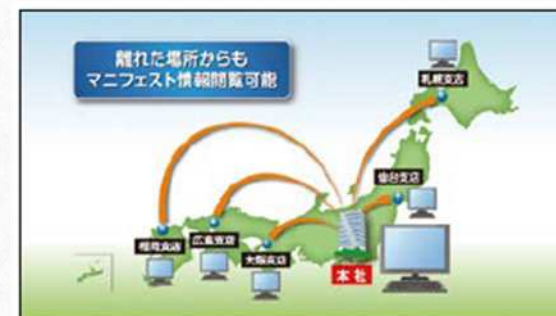 離れた場所からも
マニフェスト情報閲覧可能
札幌支店
仙台支店
広島支店
大阪支店
本社